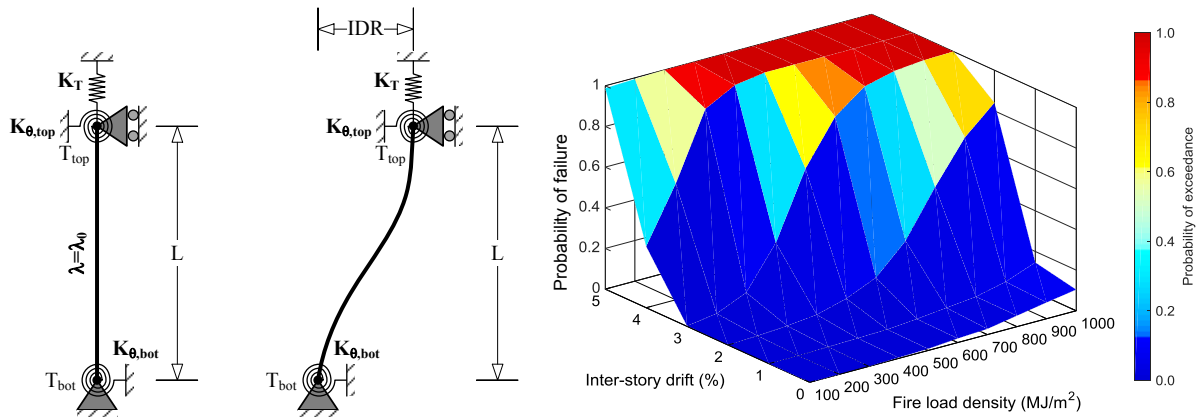 K_T
K_θ,top
T_top
λ=λ_0
L
K_θ,bot
T_bot
IDR
K_T
K_θ,top
T_top
L
K_θ,bot
T_bot
Probability of failure
1
0.8
0.6
0.4
0.2
0
5
4
3
2
1
0
Inter-story drift (%)
100
200
300
400
500
600
700
800
900
1000
Fire load density (MJ/m²)
1.0
0.8
0.6
0.4
0.2
0.0
Probability of exceedance